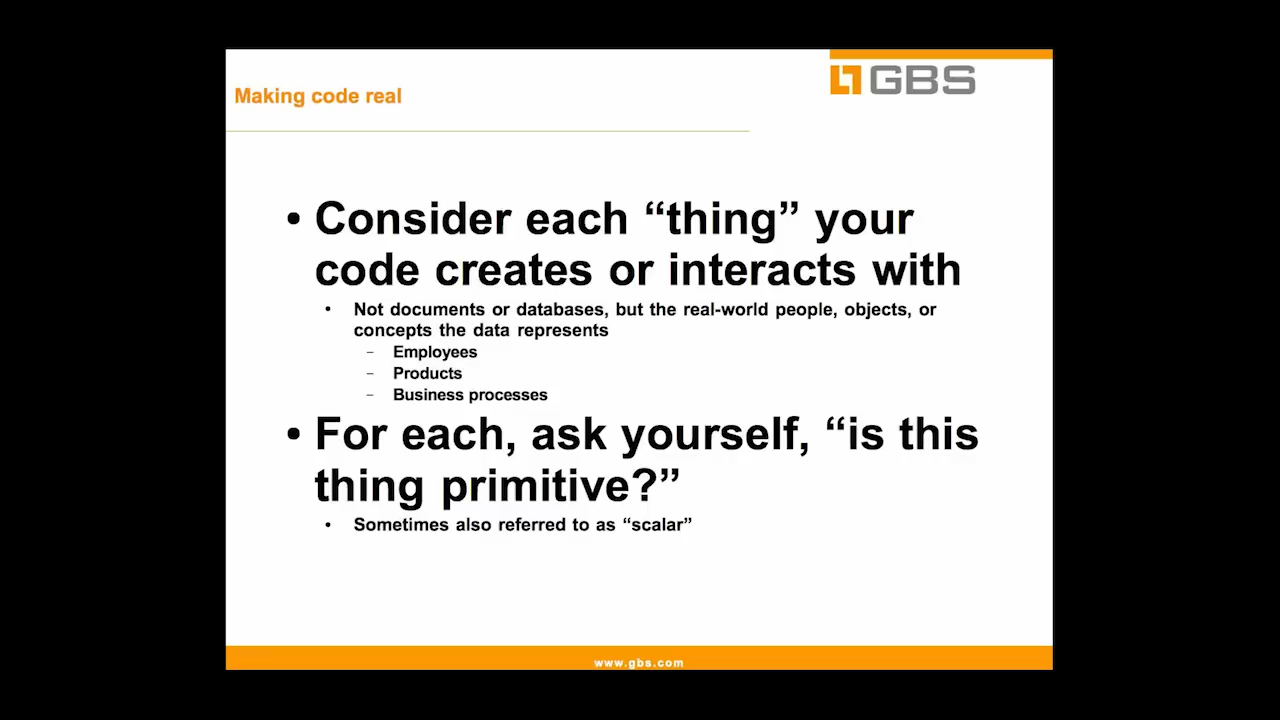 GBS
Making code real
• Consider each “thing” your
code creates or interacts with
• Not documents or databases, but the real-world people, objects, or
concepts the data represents
– Employees
– Products
– Business processes
• For each, ask yourself, “is this
thing primitive?”
• Sometimes also referred to as “scalar”
www.gbs.com